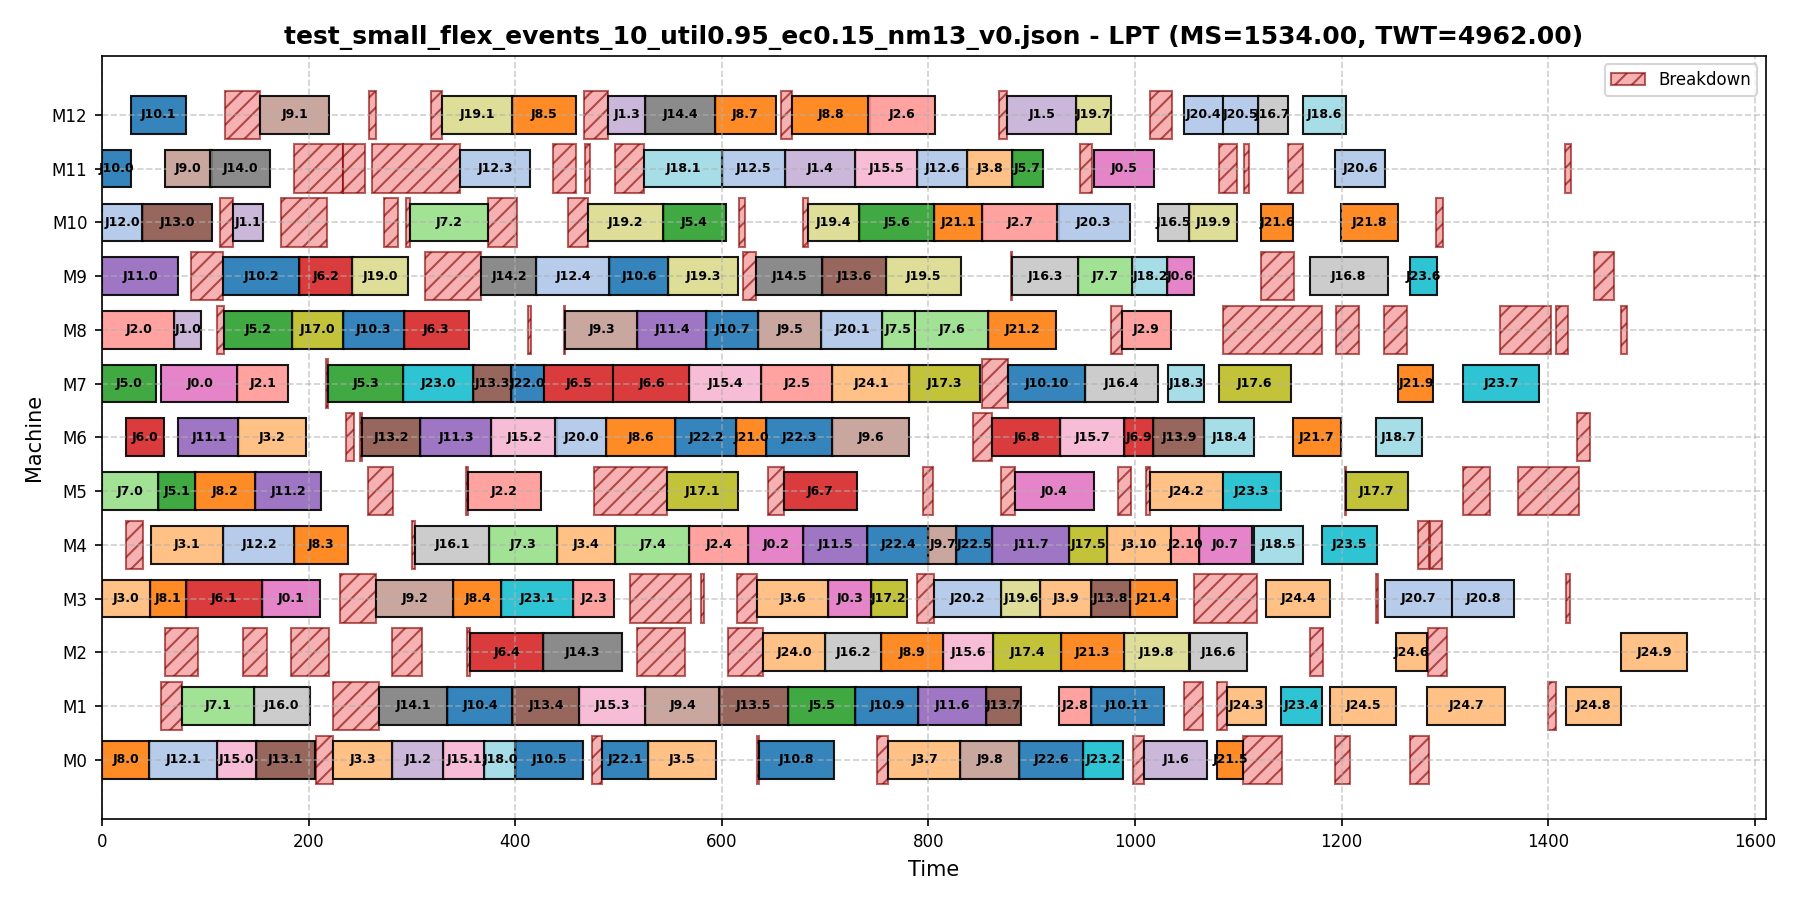 test_small_flex_events_10_util0.95_ec0.15_nm13_v0.json - LPT (MS=1534.00, TWT=4962.00)
Breakdown
Machine
M12 J10.1 J9.1 J19.1 J8.5 J1.3 J14.4 J8.7 J8.8 J2.6 J1.5 J19.7 J20.4 J20.5 J16.7 J18.6
M11 J10.0 J9.0 J14.0 J12.3 J18.1 J12.5 J1.4 J15.5 J12.6 J3.8 J5.7 J0.5 J20.6
M10 J12.0 J13.0 J1.1 J7.2 J19.2 J5.4 J19.4 J5.6 J21.1 J2.7 J20.3 J16.5 J19.9 J21.6 J21.8
M9 J11.0 J10.2 J6.2 J19.0 J14.2 J12.4 J10.6 J19.3 J14.5 J13.6 J19.5 J16.3 J7.7 J18.2 J0.6 J16.8 J23.6
M8 J2.0 J1.0 J5.2 J17.0 J10.3 J6.3 J9.3 J11.4 J10.7 J9.5 J20.1 J7.5 J7.6 J21.2 J2.9
M7 J5.0 J0.0 J2.1 J5.3 J23.0 J13.3 J22.0 J6.5 J6.6 J15.4 J2.5 J24.1 J17.3 J10.10 J16.4 J18.3 J17.6 J21.9 J23.7
M6 J6.0 J11.1 J3.2 J13.2 J11.3 J15.2 J20.0 J8.6 J22.2 J21.0 J22.3 J9.6 J6.8 J15.7 J6.9 J13.9 J18.4 J21.7 J18.7
M5 J7.0 J5.1 J8.2 J11.2 J2.2 J17.1 J6.7 J0.4 J24.2 J23.3 J17.7
M4 J3.1 J12.2 J8.3 J16.1 J7.3 J3.4 J7.4 J2.4 J0.2 J11.5 J22.4 J9.7 J22.5 J11.7 J17.5 J3.10 J2.10 J0.7 J18.5 J23.5
M3 J3.0 J8.1 J6.1 J0.1 J9.2 J8.4 J23.1 J2.3 J3.6 J0.3 J17.2 J20.2 J19.6 J3.9 J13.8 J21.4 J24.4 J20.7 J20.8
M2 J6.4 J14.3 J24.0 J16.2 J8.9 J15.6 J17.4 J21.3 J19.8 J16.6 J24.6 J24.9
M1 J7.1 J16.0 J14.1 J10.4 J13.4 J15.3 J9.4 J13.5 J5.5 J10.9 J11.6 J13.7 J2.8 J10.11 J24.3 J23.4 J24.5 J24.7 J24.8
M0 J8.0 J12.1 J15.0 J13.1 J3.3 J1.2 J15.1 J18.0 J10.5 J22.1 J3.5 J10.8 J3.7 J9.8 J22.6 J23.2 J1.6 J21.5
0 200 400 600 800 1000 1200 1400 1600
Time